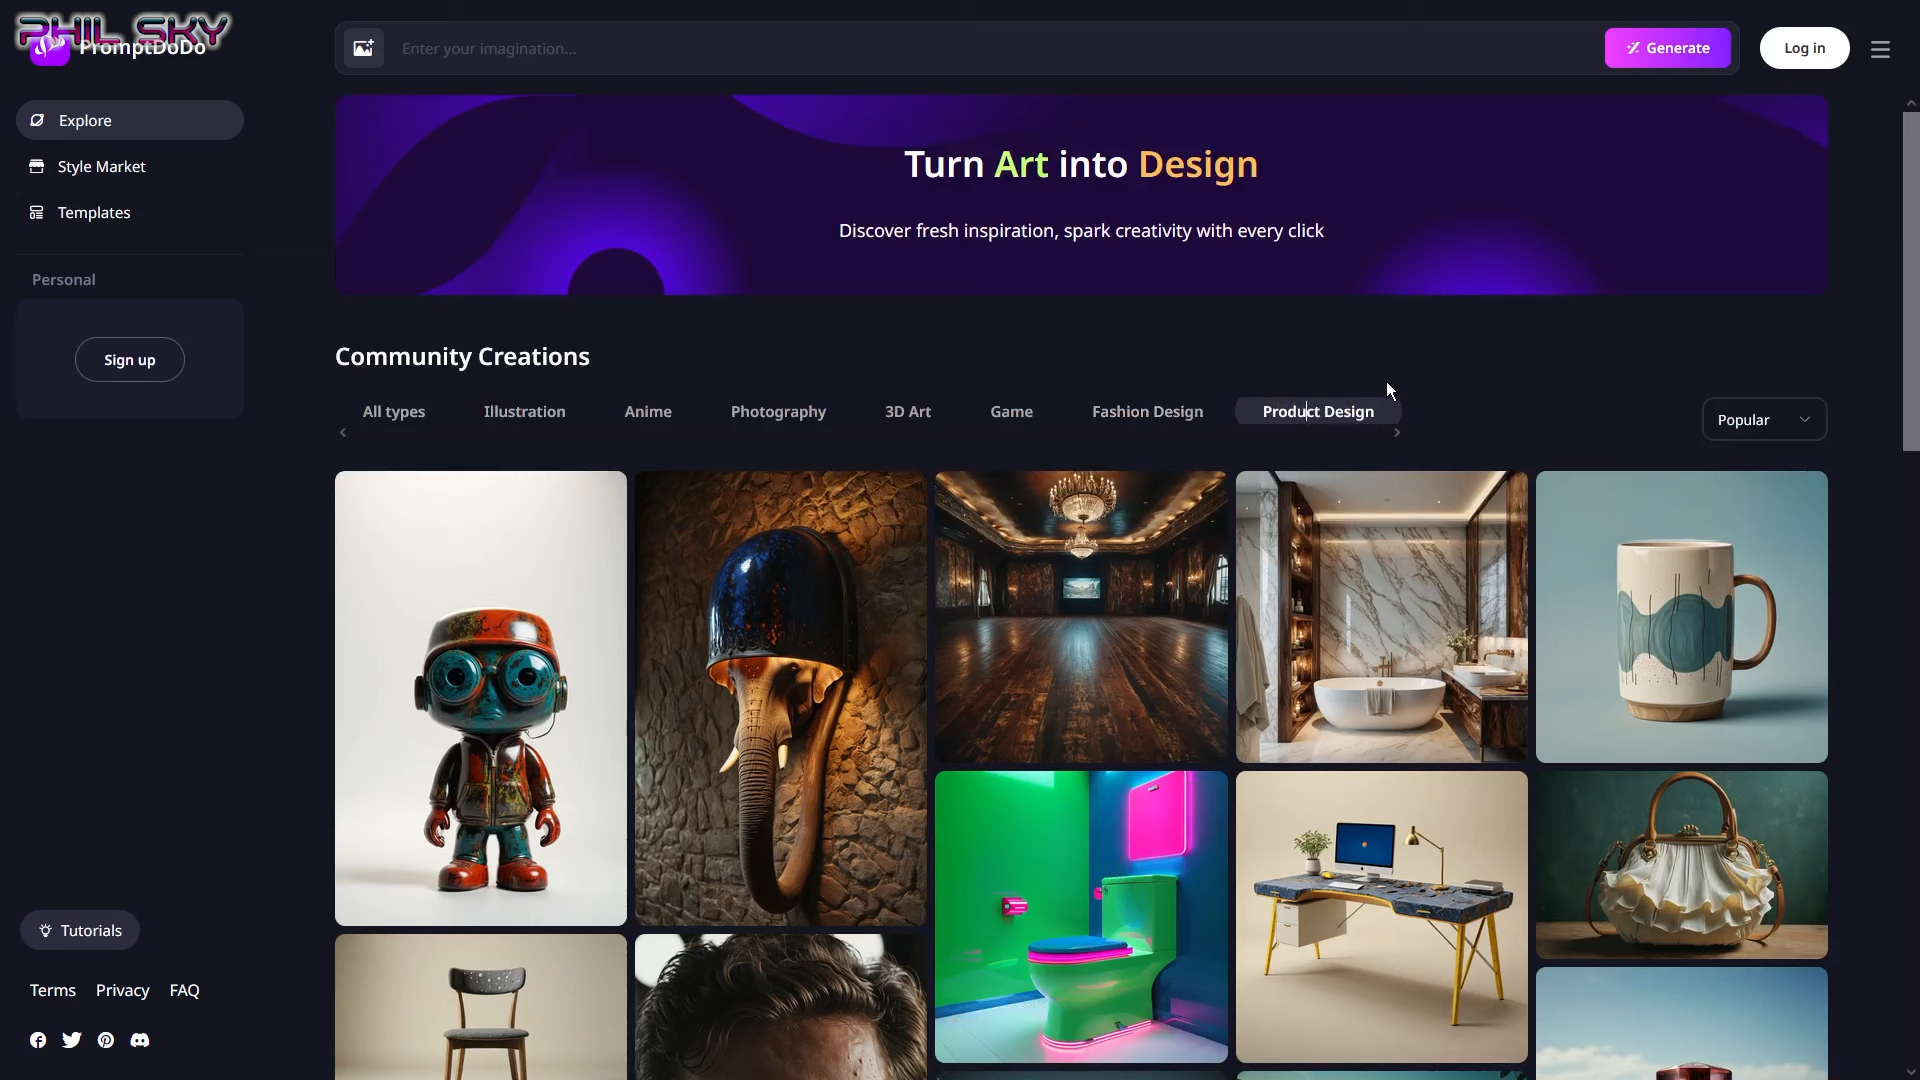 PHIL SKY
PromptDoDo
Enter your imagination...
Generate
Log in
Explore
Style Market
Templates
Personal
Sign up
Turn Art into Design
Discover fresh inspiration, spark creativity with every click
Community Creations
All types
Illustration
Anime
Photography
3D Art
Game
Fashion Design
Product Design
Popular
Tutorials
Terms
Privacy
FAQ